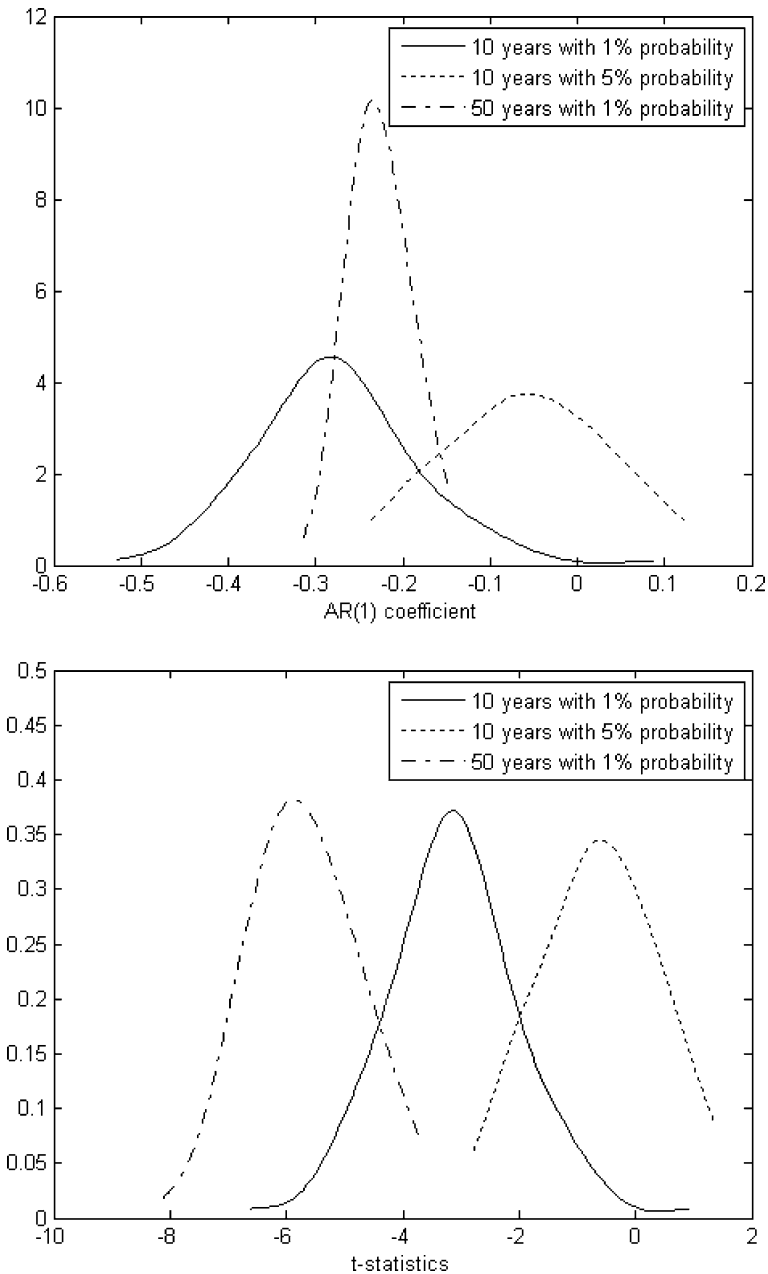 12
10
8
6
4
2
0
10 years with 1% probability
10 years with 5% probability
50 years with 1% probability
-0.6 -0.5 -0.4 -0.3 -0.2 -0.1 0 0.1 0.2
AR(1) coefficient
0.5
0.45
0.4
0.35
0.3
0.25
0.2
0.15
0.1
0.05
0
10 years with 1% probability
10 years with 5% probability
50 years with 1% probability
-10 -8 -6 -4 -2 0 2
t-statistics